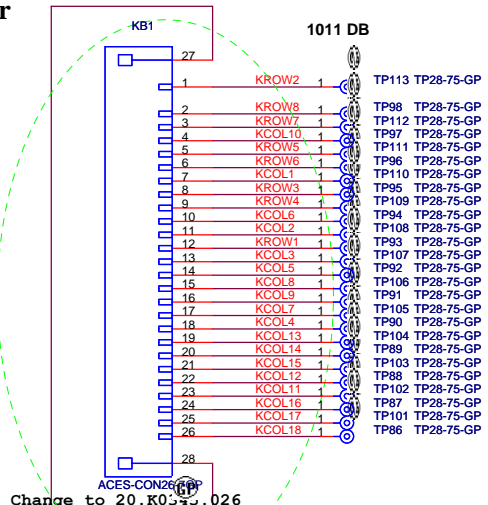 r
KB1
1011 DB
27
1 KROW2 1 TP113 TP28-75-GP
2 KROW8 1 TP98 TP28-75-GP
3 KROW7 1 TP112 TP28-75-GP
4 KCOL10 1 TP97 TP28-75-GP
5 KROW5 1 TP111 TP28-75-GP
6 KROW6 1 TP96 TP28-75-GP
7 KCOL1 1 TP110 TP28-75-GP
8 KROW3 1 TP95 TP28-75-GP
9 KROW4 1 TP109 TP28-75-GP
10 KCOL6 1 TP94 TP28-75-GP
11 KCOL2 1 TP108 TP28-75-GP
12 KROW1 1 TP93 TP28-75-GP
13 KCOL3 1 TP107 TP28-75-GP
14 KCOL5 1 TP92 TP28-75-GP
15 KCOL8 1 TP106 TP28-75-GP
16 KCOL9 1 TP91 TP28-75-GP
17 KCOL7 1 TP105 TP28-75-GP
18 KCOL4 1 TP90 TP28-75-GP
19 KCOL13 1 TP104 TP28-75-GP
20 KCOL14 1 TP89 TP28-75-GP
21 KCOL15 1 TP103 TP28-75-GP
22 KCOL12 1 TP88 TP28-75-GP
23 KCOL11 1 TP102 TP28-75-GP
24 KCOL16 1 TP87 TP28-75-GP
25 KCOL17 1 TP101 TP28-75-GP
26 KCOL18 1 TP86 TP28-75-GP
28
GP
Change to